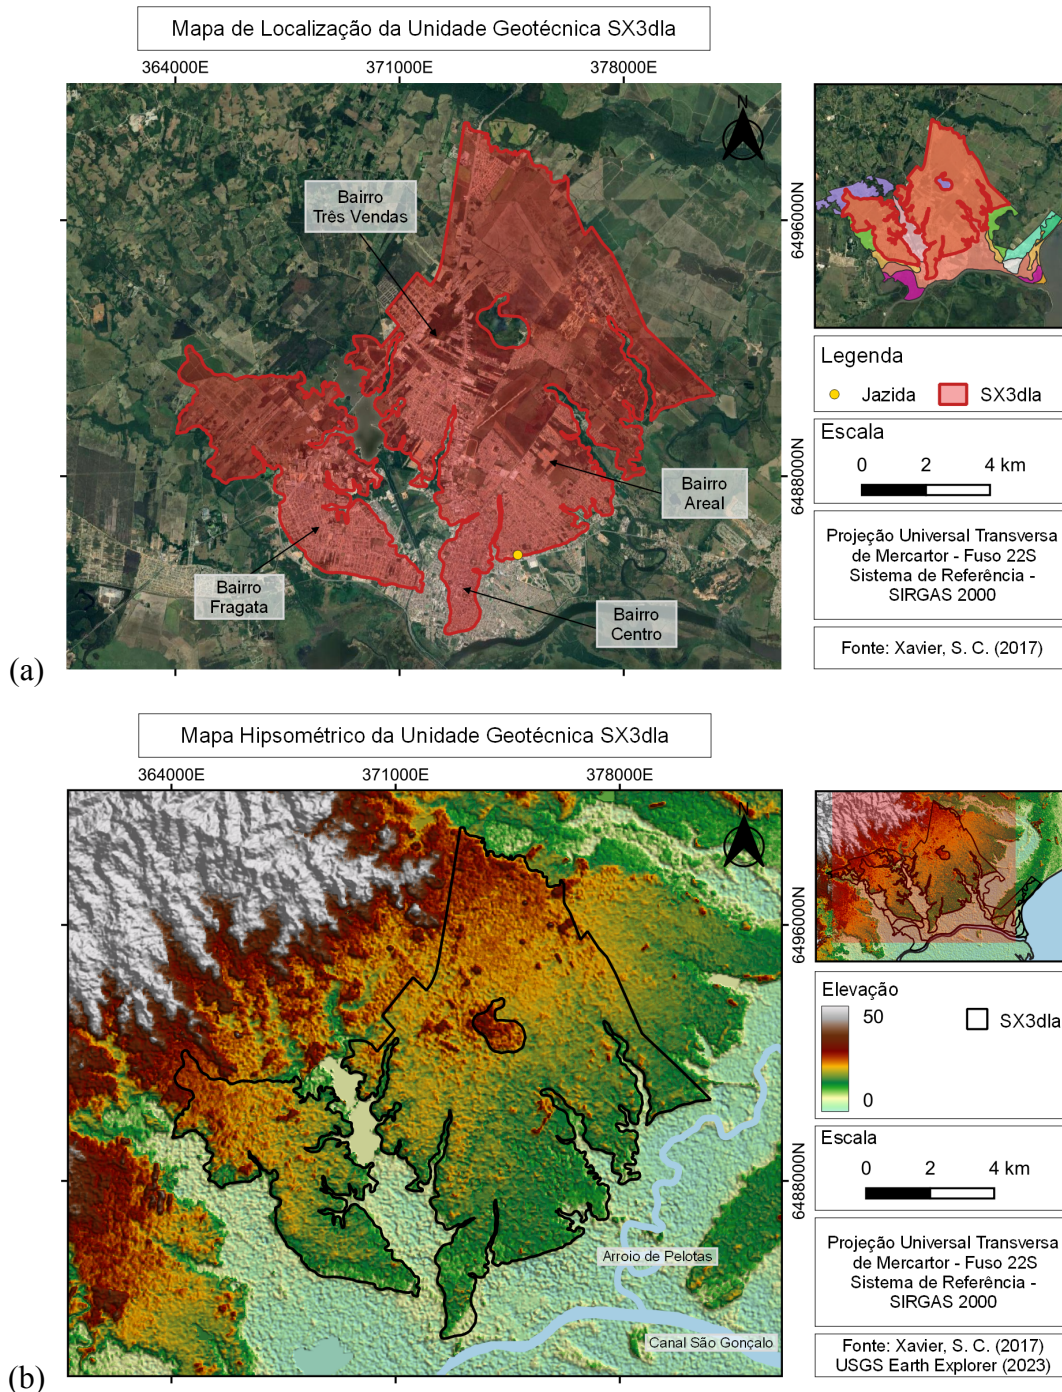 Mapa de Localização da Unidade Geotécnica SX3dla
364000E
371000E
378000E
N
Bairro
Três Vendas
6496000N
Legenda
Jazida
SX3dla
Escala
0
2
4 km
Bairro
Areal
6488000N
Projeção Universal Transversa
de Mercartor - Fuso 22S
Sistema de Referência -
SIRGAS 2000
Bairro
Fragata
Bairro
Centro
Fonte: Xavier, S. C. (2017)
(a)
Mapa Hipsométrico da Unidade Geotécnica SX3dla
364000E
371000E
378000E
N
6496000N
Elevação
50
0
SX3dla
Escala
0
2
4 km
6488000N
Projeção Universal Transversa
de Mercartor - Fuso 22S
Sistema de Referência -
SIRGAS 2000
Arroio de Pelotas
Canal São Gonçalo
Fonte: Xavier, S. C. (2017)
USGS Earth Explorer (2023)
(b)